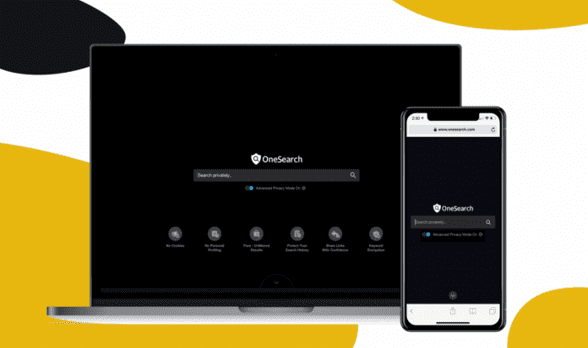 OneSearch
Search privately...
Advanced Privacy Mode On
No Cookies
No Personal
Profiling
Pure - Unfiltered
Results
Protect Your
Search History
Share Links
With Confidence
Keyword
Encryption
2:30
www.onesearch.com
OneSearch
Search privately...
Advanced Privacy Mode On